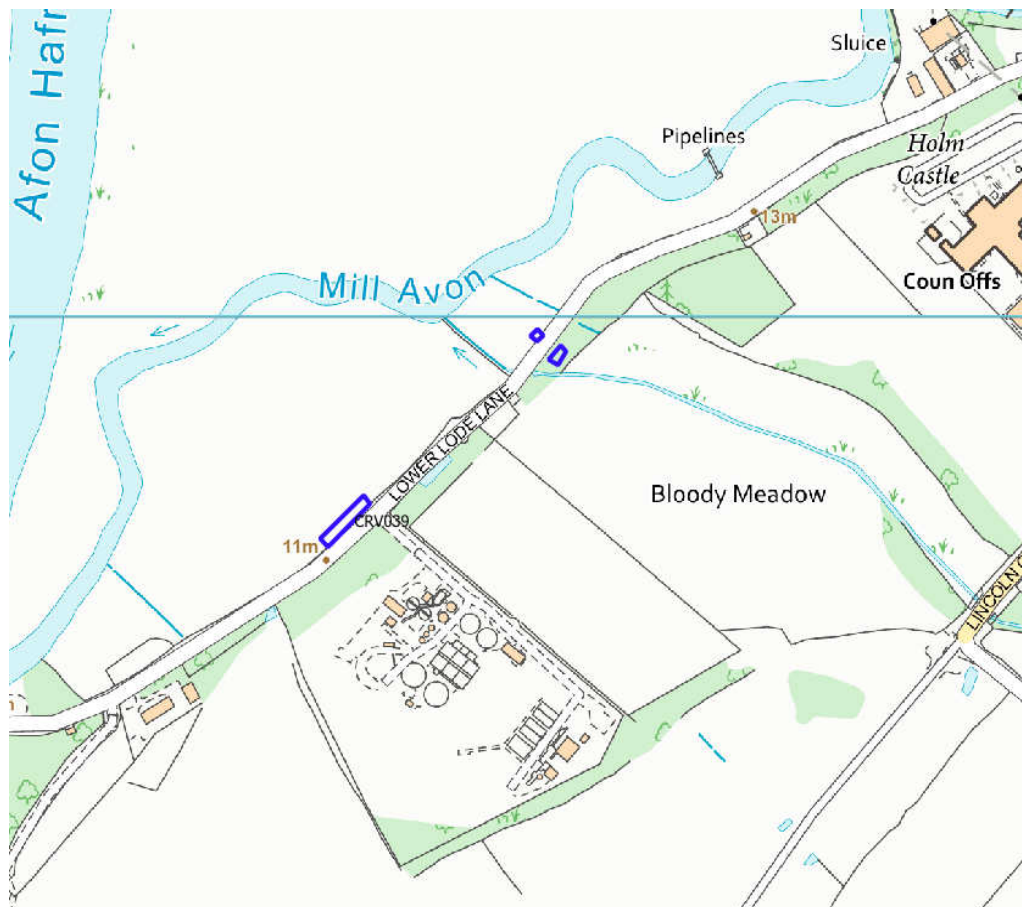 Sluice
Pipelines
Holm
Castle
13m
Coun Offs
Afon Hafr
Mill Avon
LOWER LODE LANE
Bloody Meadow
CRV039
11m
LINCOLN